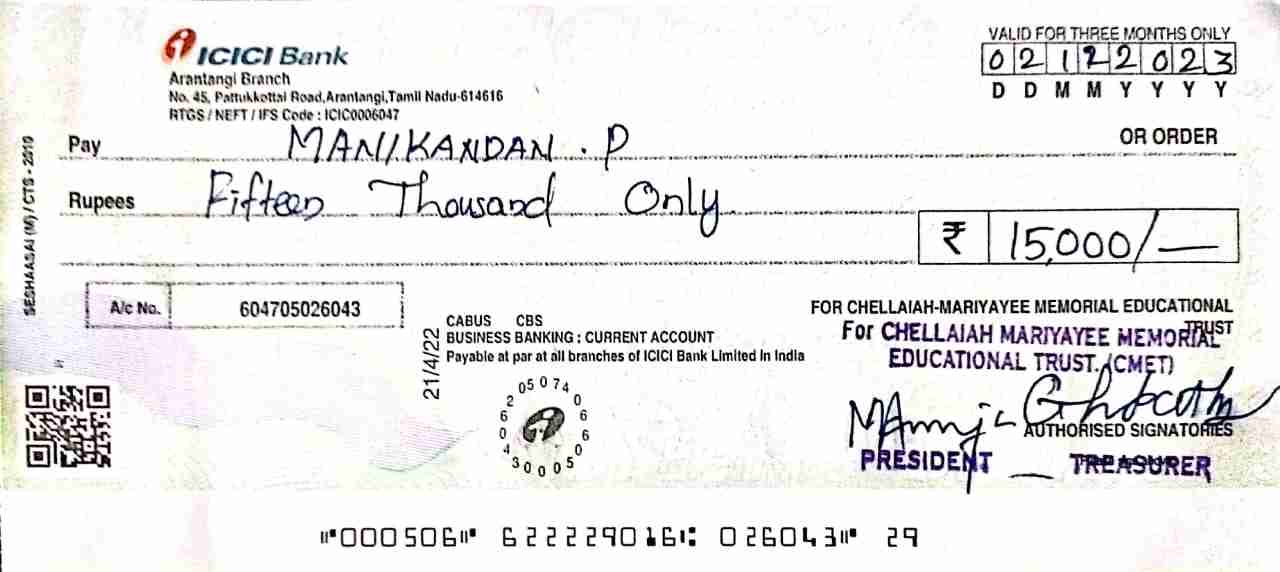 ICICI Bank
Arantangi Branch
No. 45, Pattukkottai Road,Arantangi,Tamil Nadu-614616
RTGS / NEFT / IFS Code : ICIC0006047
VALID FOR THREE MONTHS ONLY
02122023
D D M M Y Y Y Y
Pay MANIKANDAN . P OR ORDER
Rupees Fifteen Thousand Only
₹ 15,000/-
A/c No. 604705026043
SESHAASAI (M) / CTS - 2010
21/4/22
CABUS CBS
BUSINESS BANKING : CURRENT ACCOUNT
Payable at par at all branches of ICICI Bank Limited in India
FOR CHELLAIAH-MARIYAYEE MEMORIAL EDUCATIONAL
TRUST
For CHELLAIAH MARIYAYEE MEMORIAL
EDUCATIONAL TRUST. (CMET)
AUTHORISED SIGNATORIES
PRESIDENT TREASURER
⑈000506⑈ 622229016⑆ 026043⑈ 29